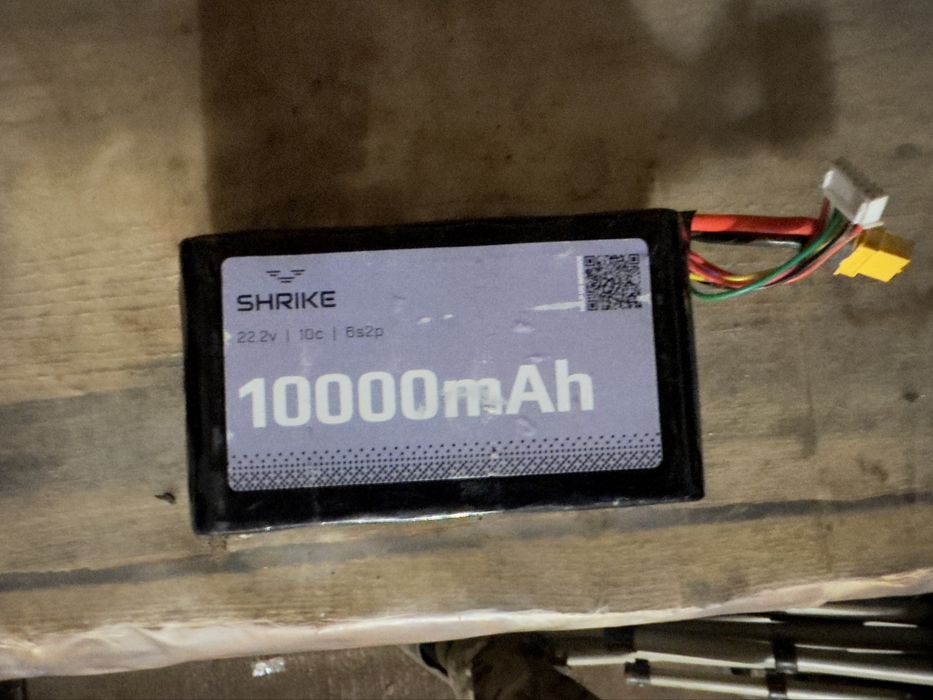 SHRIKE
22.2v | 10c | 6s2p
10000mAh